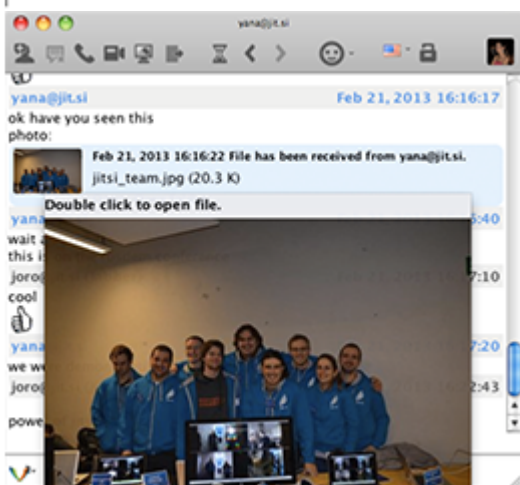 yana@jit.si
yana@jit.si Feb 21, 2013 16:16:17
ok have you seen this
photo:
Feb 21, 2013 16:16:22 File has been received from yana@jit.si.
jitsi_team.jpg (20.3 K)
Double click to open file.
yana :40
wait a
this i
joro 7:10
cool
yana 7:20
we we
joro 2:43
powe